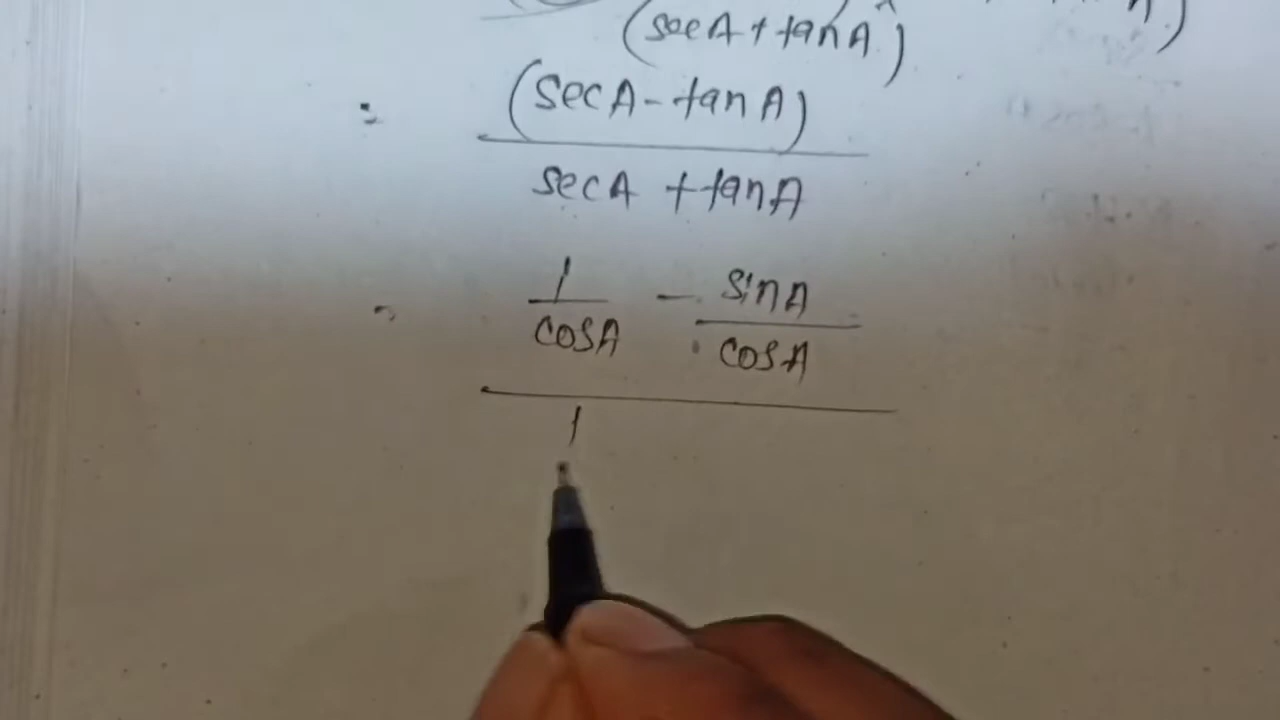 (secA + tanA)
= (secA - tanA)
secA + tanA
= 1/cosA - sinA/cosA
1